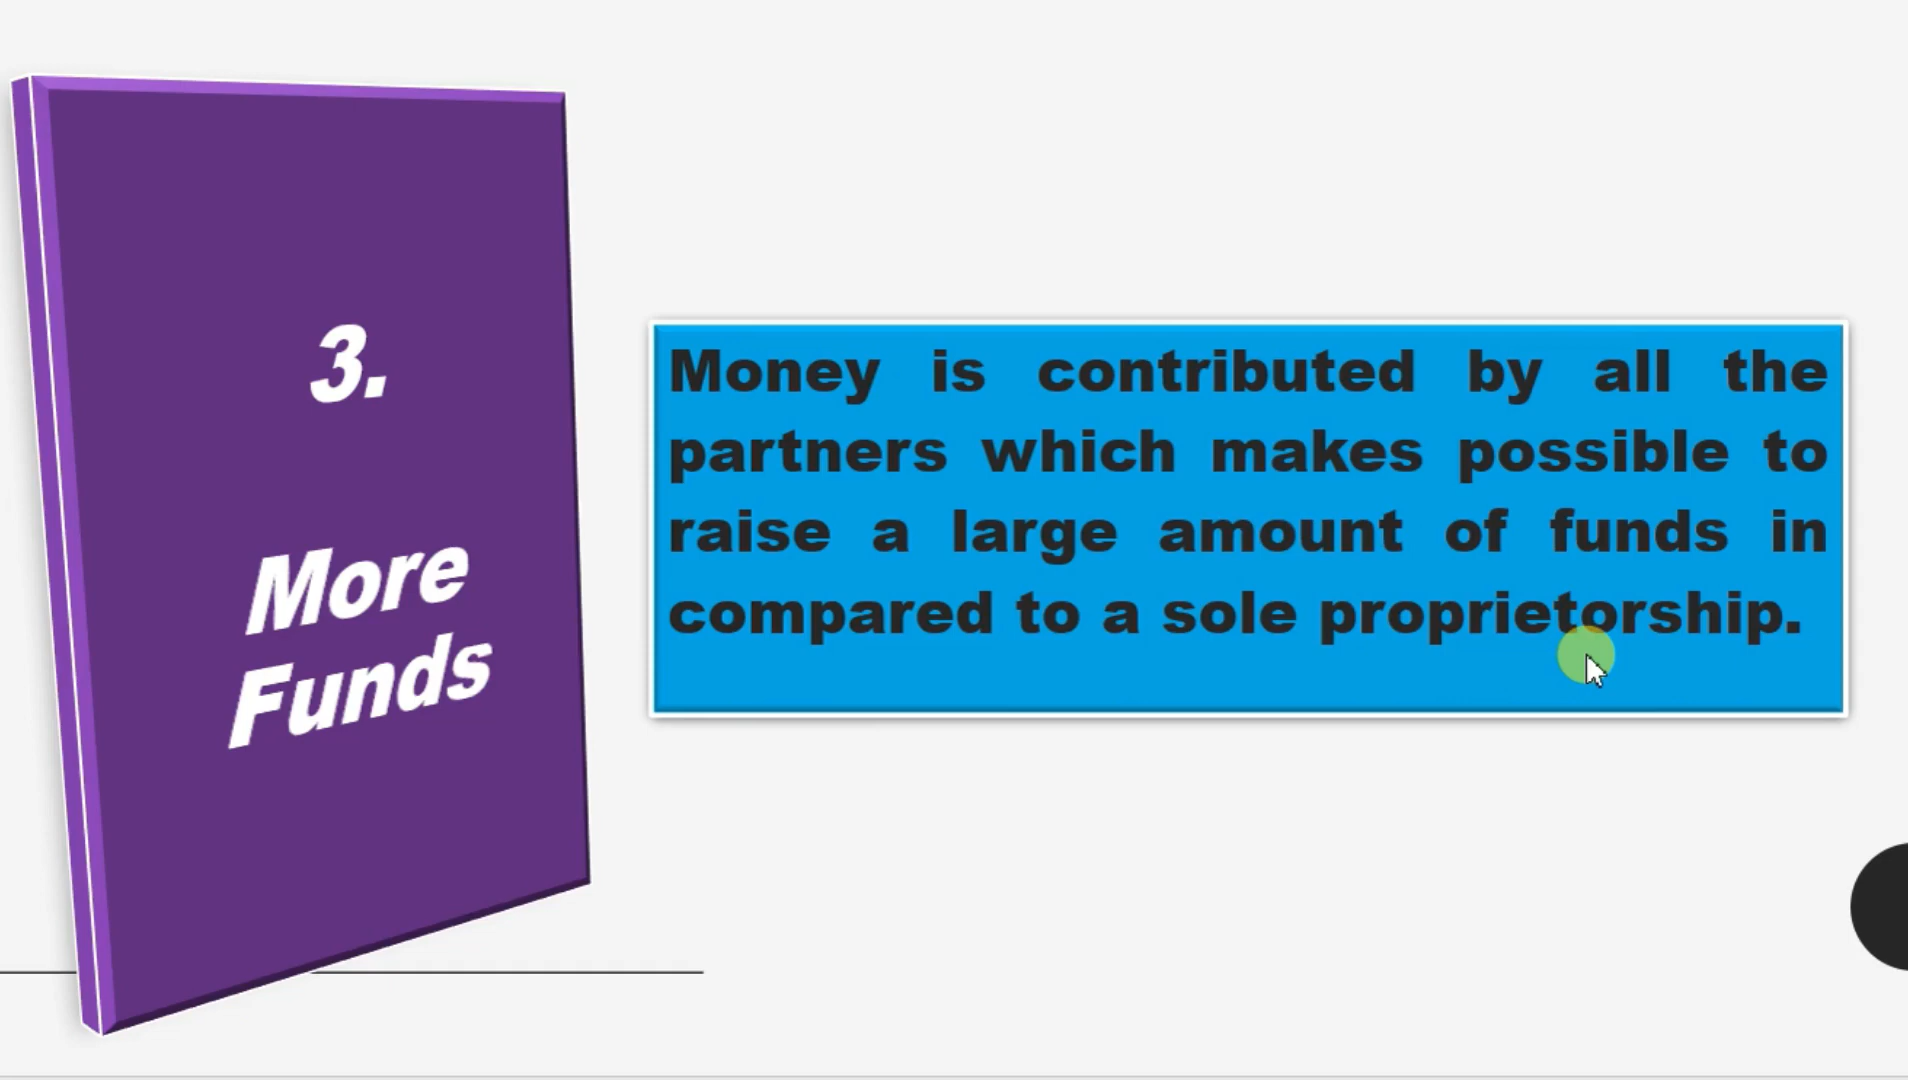 3.
More
Funds
Money is contributed by all the
partners which makes possible to
raise a large amount of funds in
compared to a sole proprietorship.